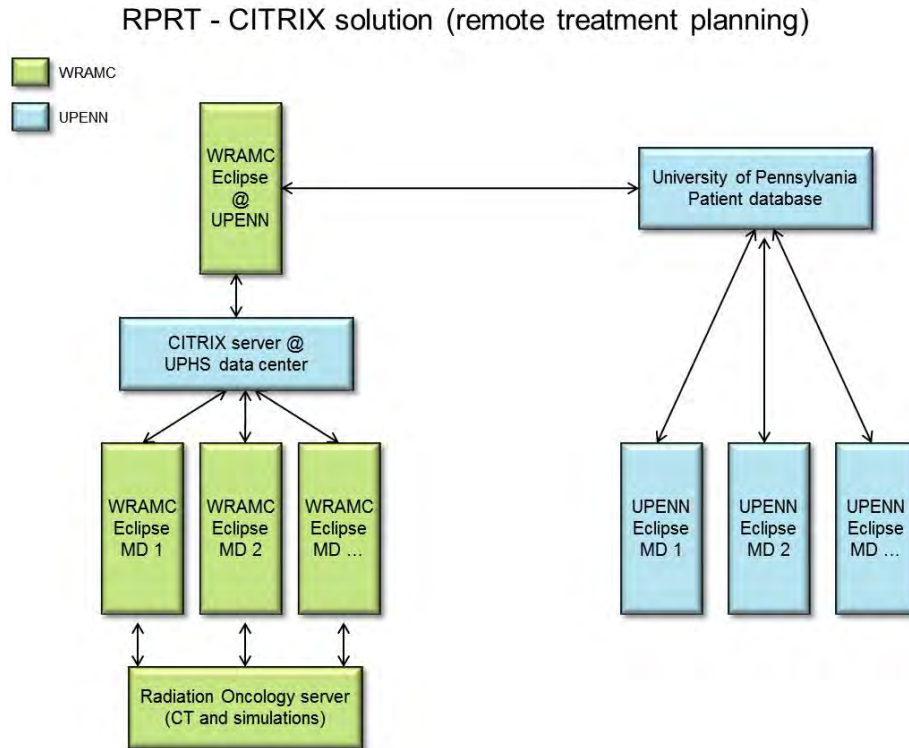 RPRT - CITRIX solution (remote treatment planning)
WRAMC
UPENN
WRAMC
Eclipse
@
UPENN
University of Pennsylvania
Patient database
CITRIX server @
UPHS data center
WRAMC
Eclipse
MD 1
WRAMC
Eclipse
MD 2
WRAMC
Eclipse
MD ...
UPENN
Eclipse
MD 1
UPENN
Eclipse
MD 2
UPENN
Eclipse
MD ...
Radiation Oncology server
(CT and simulations)